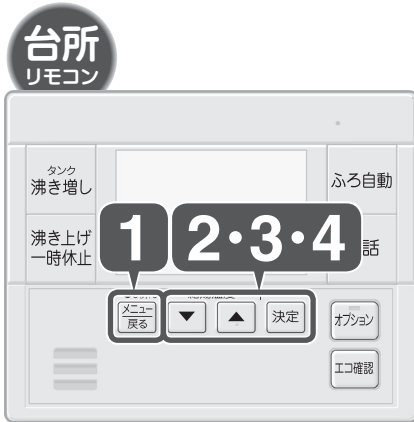 台所
リモコン
タンク
沸き増し
ふろ自動
沸き上げ
一時休止
1
2・3・4
話
メニュー
戻る
▼
▲
決定
オプション
エコ確認